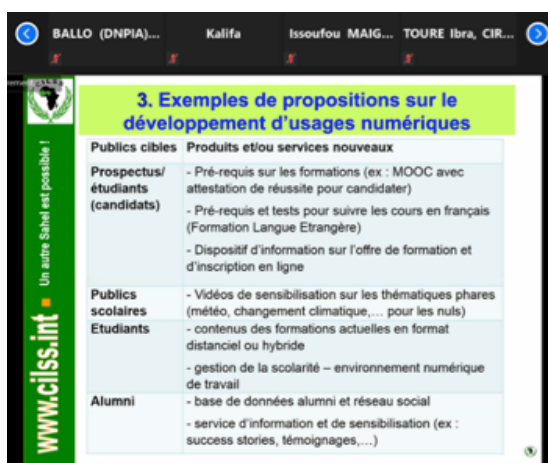 BALLO (DNPIA)...
Kalifa
Issoufou MAIG...
TOURE Ibra, CIR...
CILSS
3. Exemples de propositions sur le
développement d'usages numériques
Publics cibles
Produits et/ou services nouveaux
Prospectus/
étudiants
(candidats)
- Pré-requis sur les formations (ex : MOOC avec
attestation de réussite pour candidater)
- Pré-requis et tests pour suivre les cours en français
(Formation Langue Etrangère)
- Dispositif d'information sur l'offre de formation et
d'inscription en ligne
Publics
scolaires
- Vidéos de sensibilisation sur les thématiques phares
(météo, changement climatique,... pour les nuls)
Etudiants
- contenus des formations actuelles en format
distanciel ou hybride
- gestion de la scolarité – environnement numérique
de travail
Alumni
- base de données alumni et réseau social
- service d'information et de sensibilisation (ex :
success stories, témoignages,...)
www.cilss.int ▪ Un autre Sahel est possible !